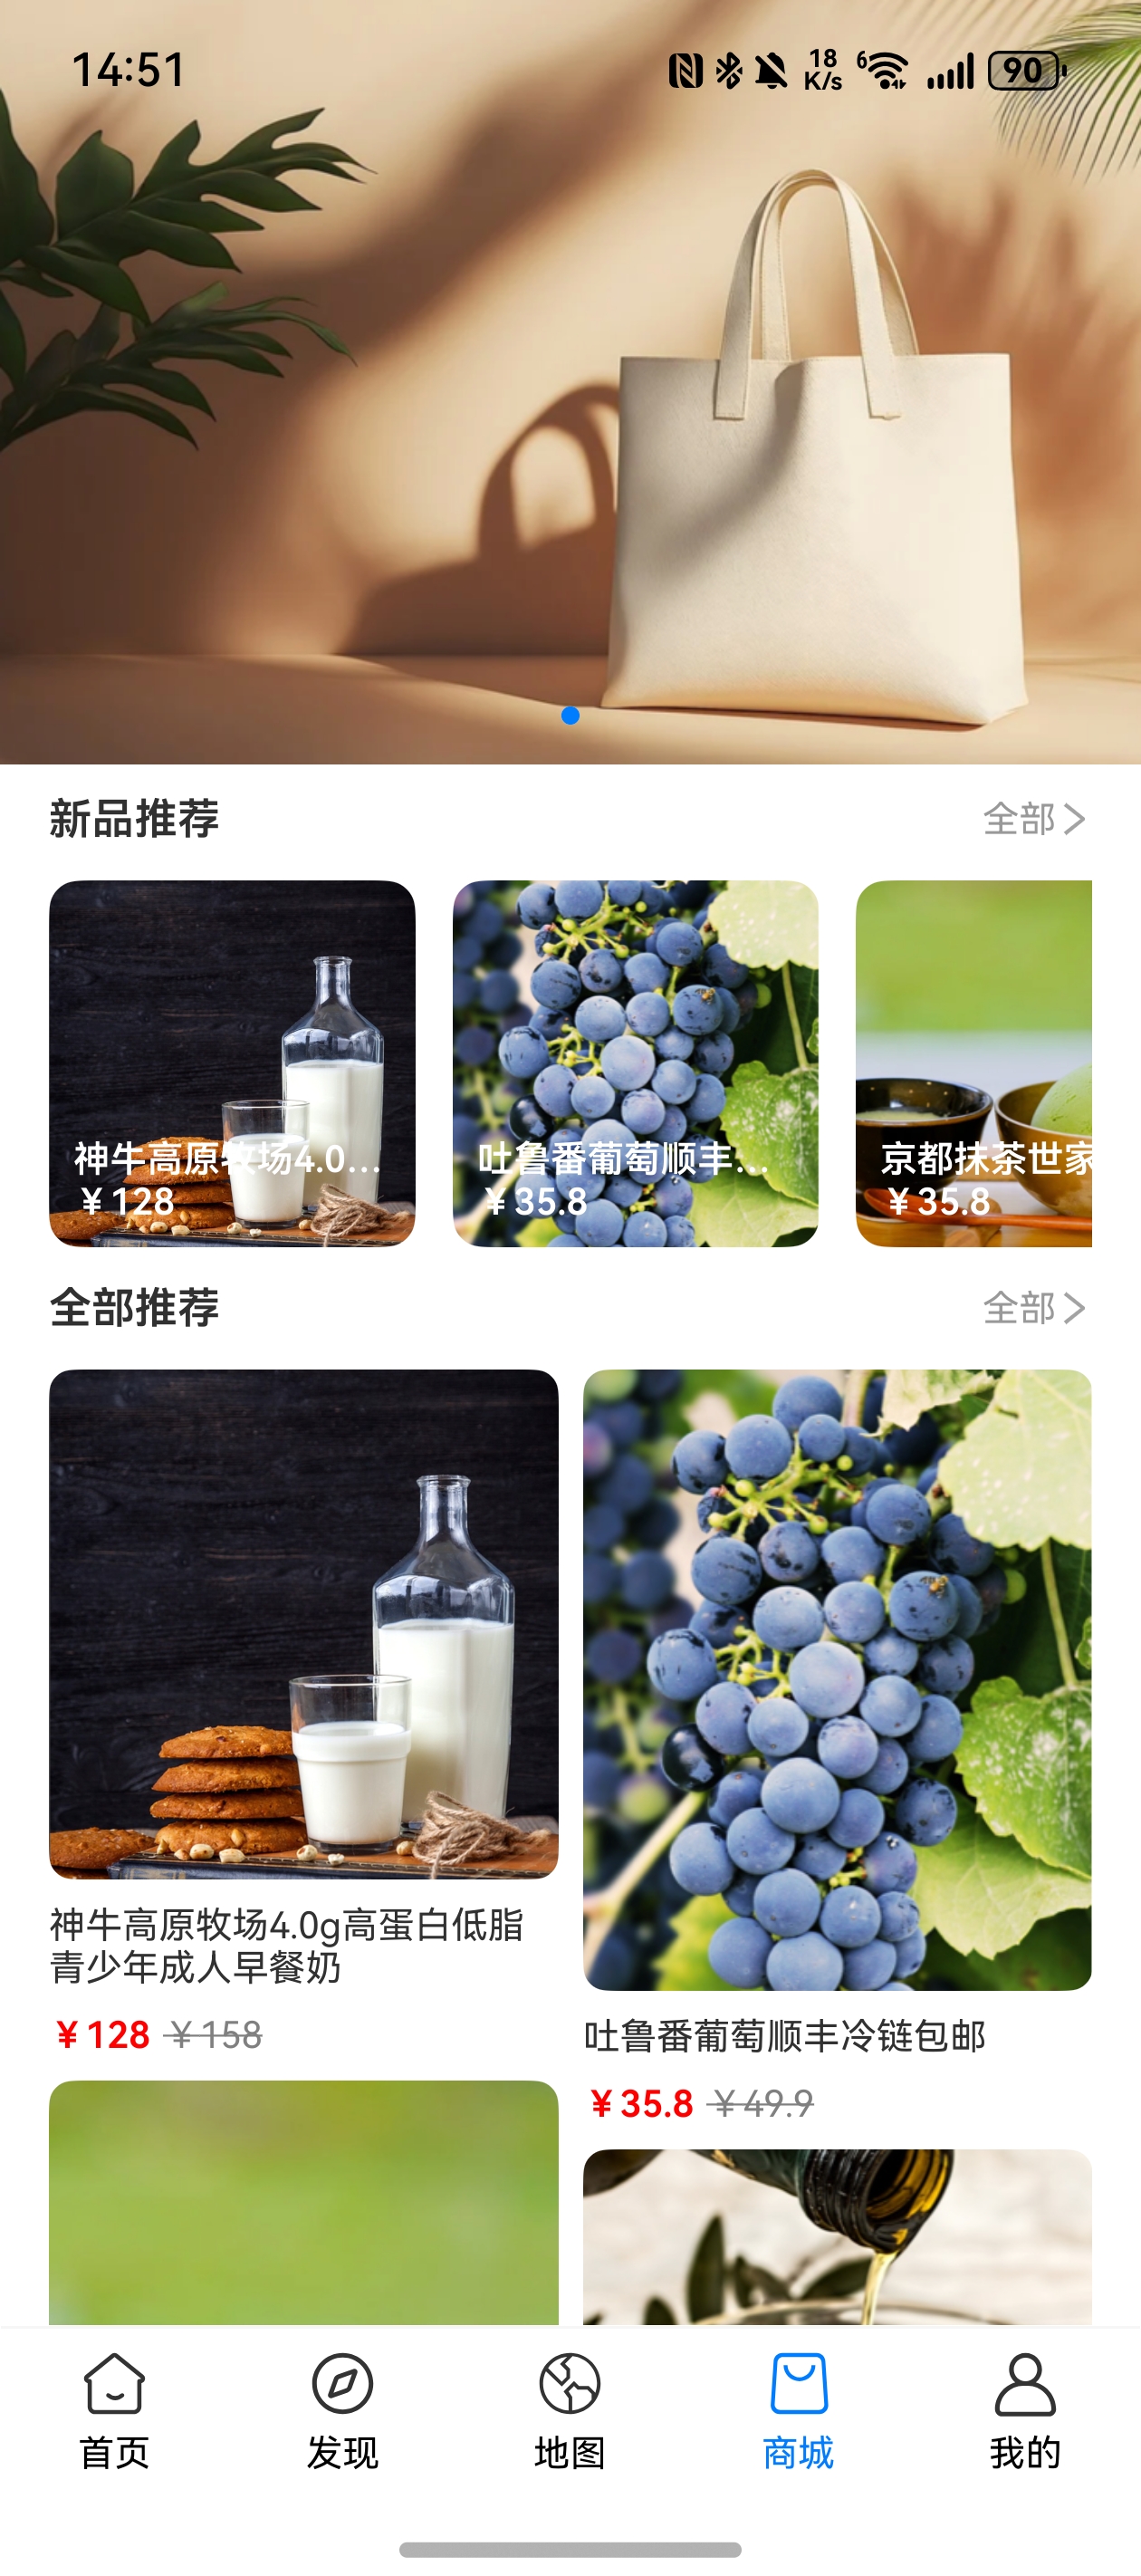 14:51
18
K/s
6
90
新品推荐
全部
神牛高原牧场4.0...
¥128
吐鲁番葡萄顺丰...
¥35.8
京都抹茶世家
¥35.8
全部推荐
全部
神牛高原牧场4.0g高蛋白低脂
青少年成人早餐奶
¥128 ¥158
吐鲁番葡萄顺丰冷链包邮
¥35.8 ¥49.9
首页
发现
地图
商城
我的